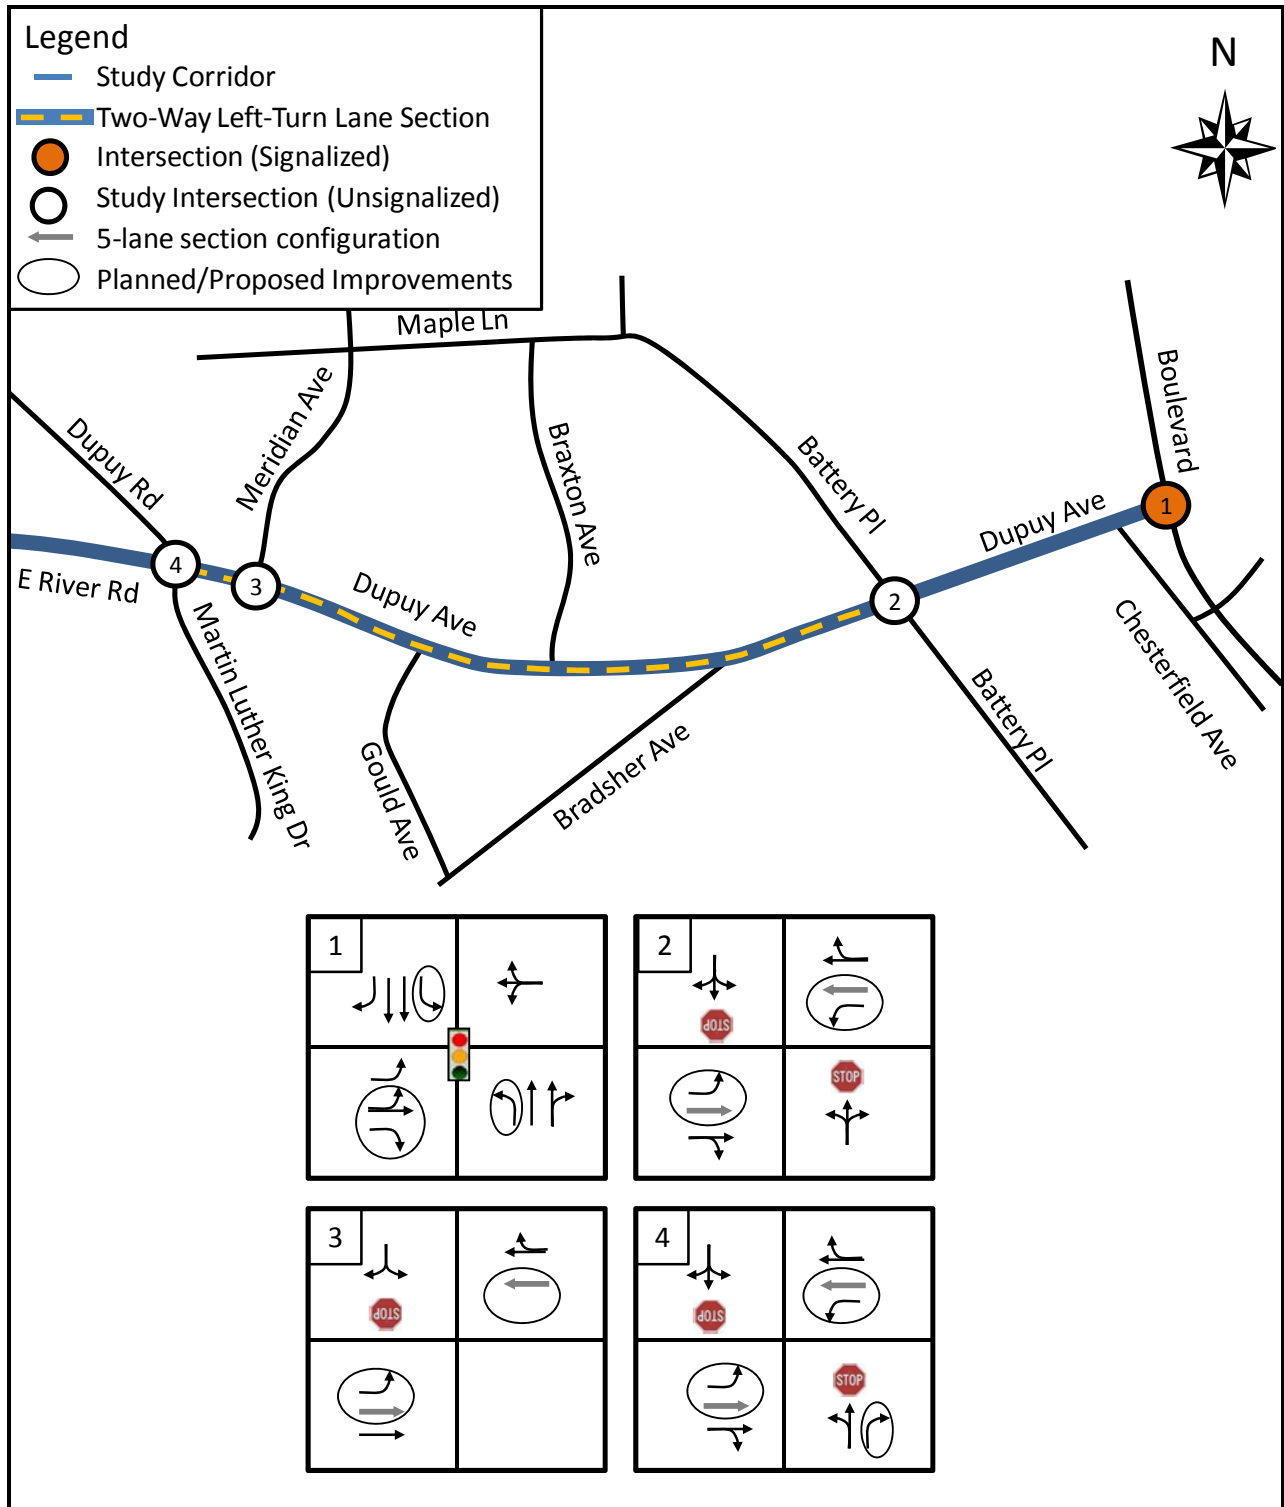 Legend
Study Corridor
Two-Way Left-Turn Lane Section
Intersection (Signalized)
Study Intersection (Unsignalized)
5-lane section configuration
Planned/Proposed Improvements
N
Maple Ln
Boulevard
Meridian Ave
Dupuy Rd
Braxton Ave
Battery Pl
Dupuy Ave
1
4
3
2
E River Rd
Dupuy Ave
Martin Luther King Dr
Gould Ave
Bradsher Ave
Battery Pl
Chesterfield Ave
1
2
STOP
STOP
3
4
STOP
STOP
STOP